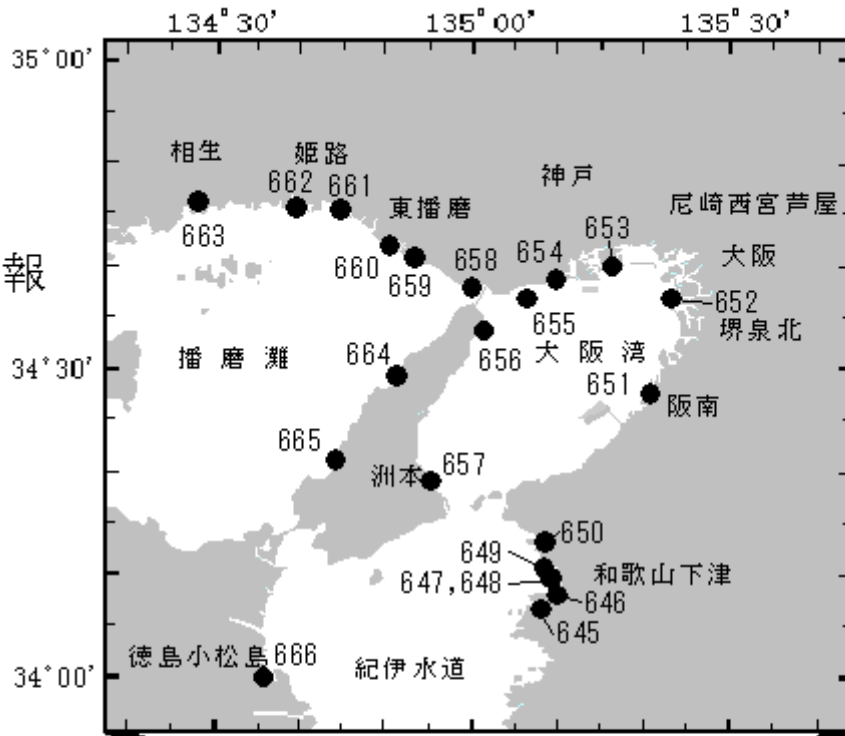 134°30' 135°00' 135°30'
35°00'
相生 姫路 神戸
662 661 東播磨 尼崎西宮芦屋
663 654 653 大阪
報 660 659 658 652
655 堺泉北
播磨灘 664 656 大阪湾
34°30' 651 阪南
665 洲本 657
650
649 和歌山下津
647,648 646
645
徳島小松島 666 紀伊水道
34°00'